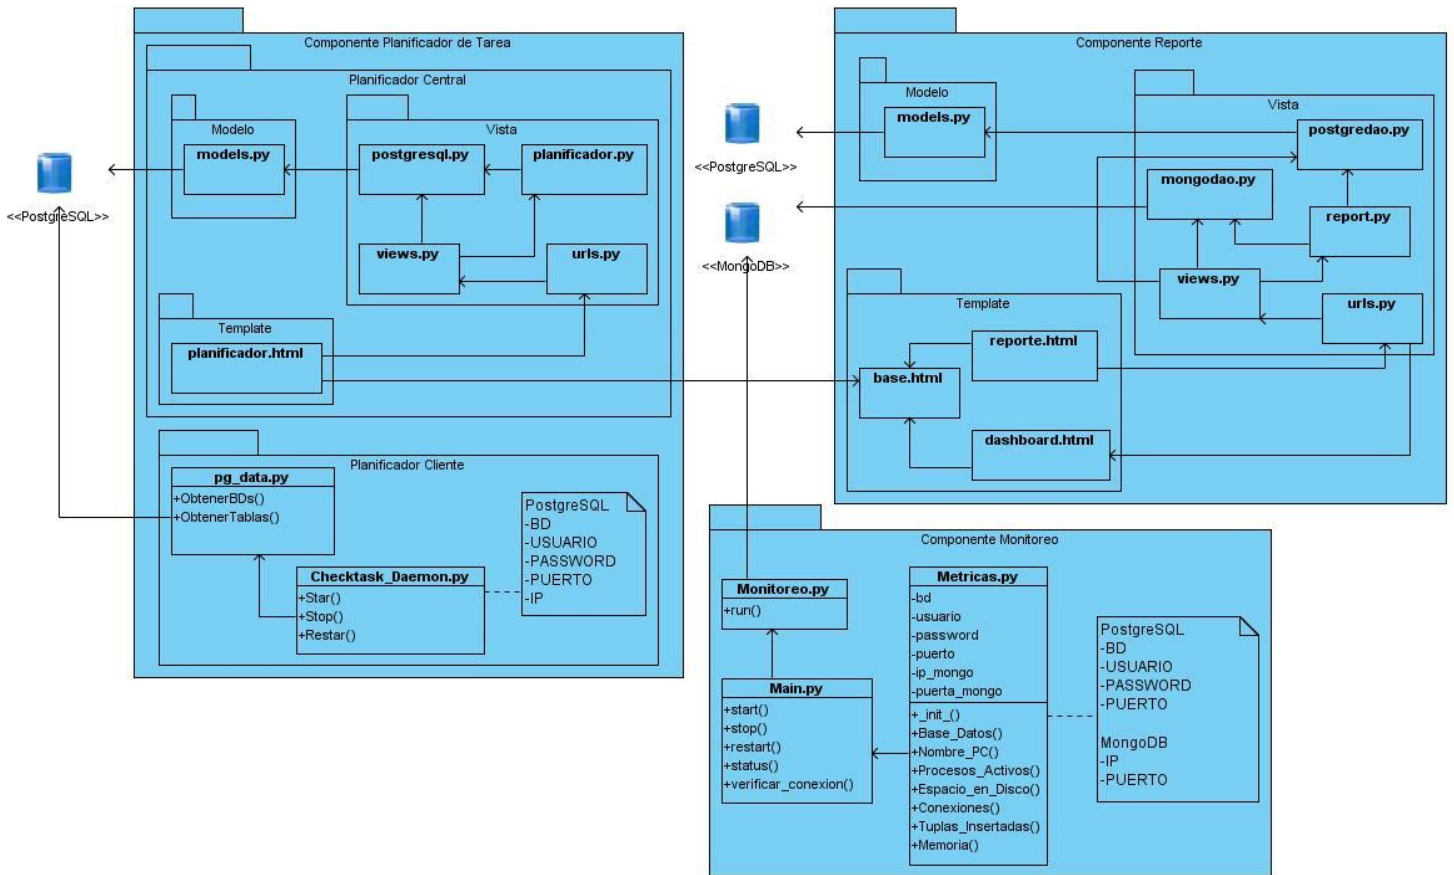 Componente Planificador de Tarea
Planificador Central
Modelo
models.py
Vista
postgresql.py
planificador.py
views.py
urls.py
<<PostgreSQL>>
Template
planificador.html
Planificador Cliente
pg_data.py
+ObtenerBDs()
+ObtenerTablas()
Checktask_Daemon.py
+Star()
+Stop()
+Restar()
PostgreSQL
-BD
-USUARIO
-PASSWORD
-PUERTO
-IP
Componente Reporte
Modelo
models.py
Vista
postgredao.py
mongodao.py
report.py
views.py
urls.py
<<PostgreSQL>>
<<MongoDB>>
Template
reporte.html
base.html
dashboard.html
Componente Monitoreo
Monitoreo.py
+run()
Main.py
+start()
+stop()
+restart()
+status()
+verificar_conexion()
Metricas.py
-bd
-usuario
-password
-puerto
-ip_mongo
-puerta_mongo
+_init_()
+Base_Datos()
+Nombre_PC()
+Procesos_Activos()
+Espacio_en_Disco()
+Conexiones()
+Tuplas_Insertadas()
+Memoria()
PostgreSQL
-BD
-USUARIO
-PASSWORD
-PUERTO
MongoDB
-IP
-PUERTO